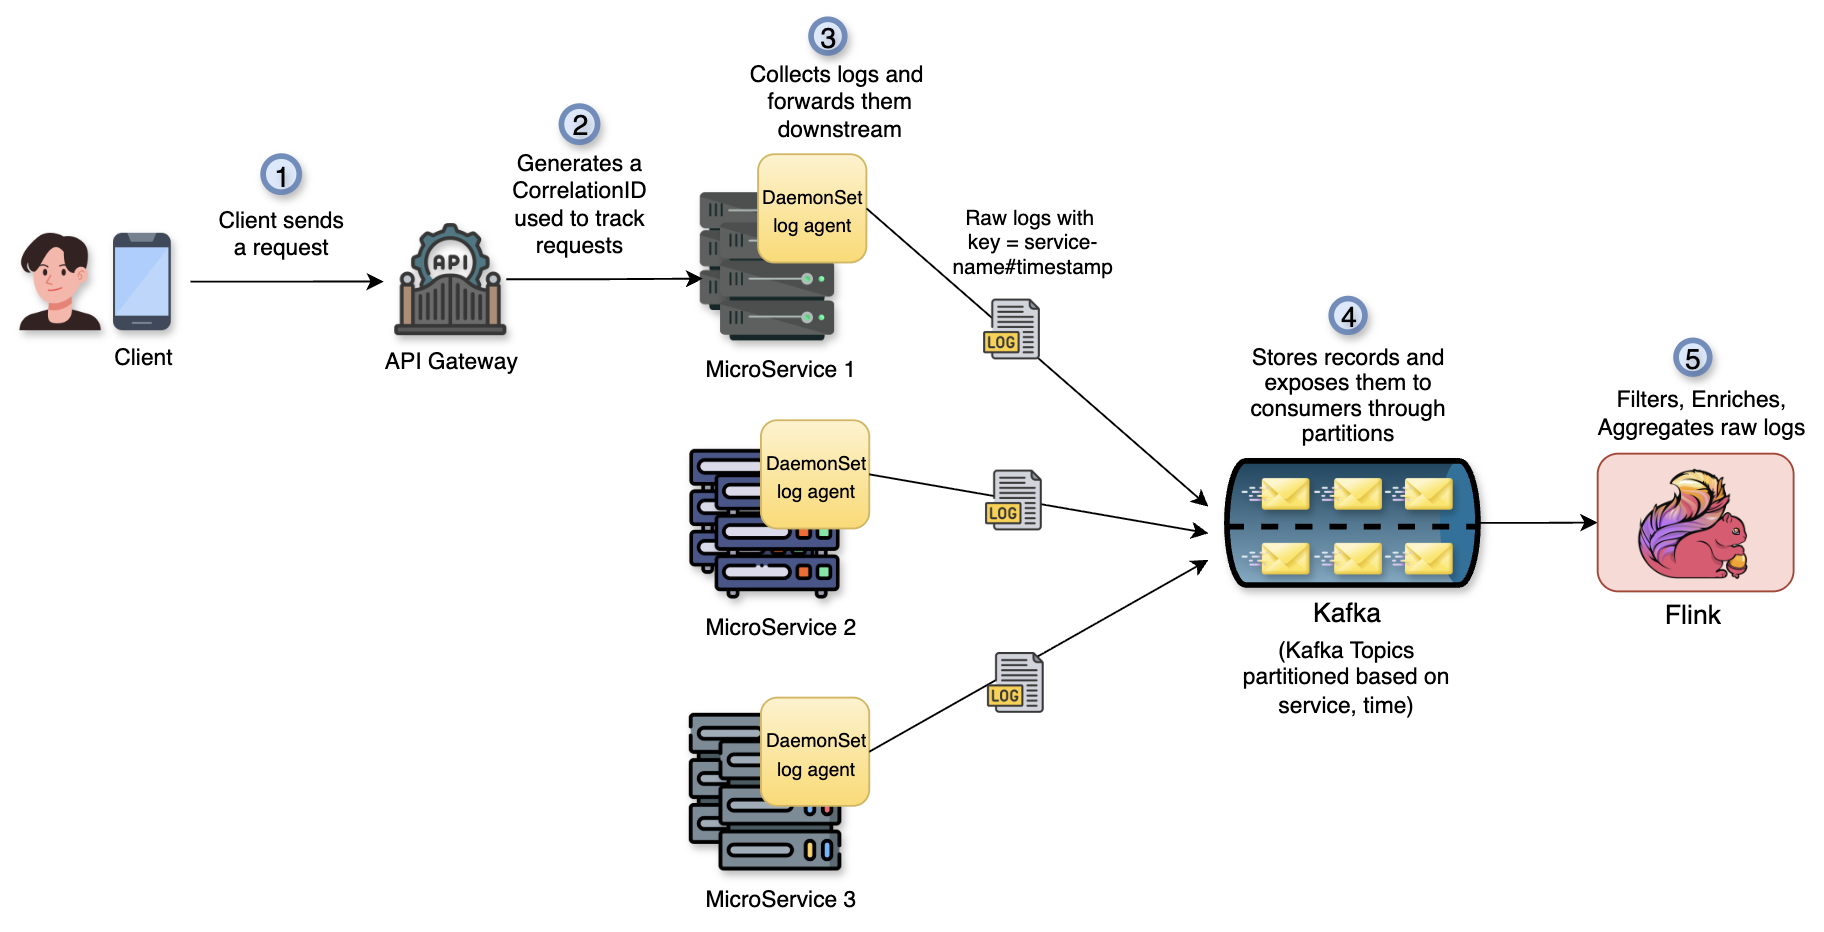 1
Client sends
a request
Client
2
Generates a
CorrelationID
used to track
requests
API
API Gateway
3
Collects logs and
forwards them
downstream
DaemonSet
log agent
MicroService 1
Raw logs with
key = service-
name#timestamp
LOG
DaemonSet
log agent
MicroService 2
LOG
DaemonSet
log agent
MicroService 3
LOG
4
Stores records and
exposes them to
consumers through
partitions
Kafka
(Kafka Topics
partitioned based on
service, time)
5
Filters, Enriches,
Aggregates raw logs
Flink